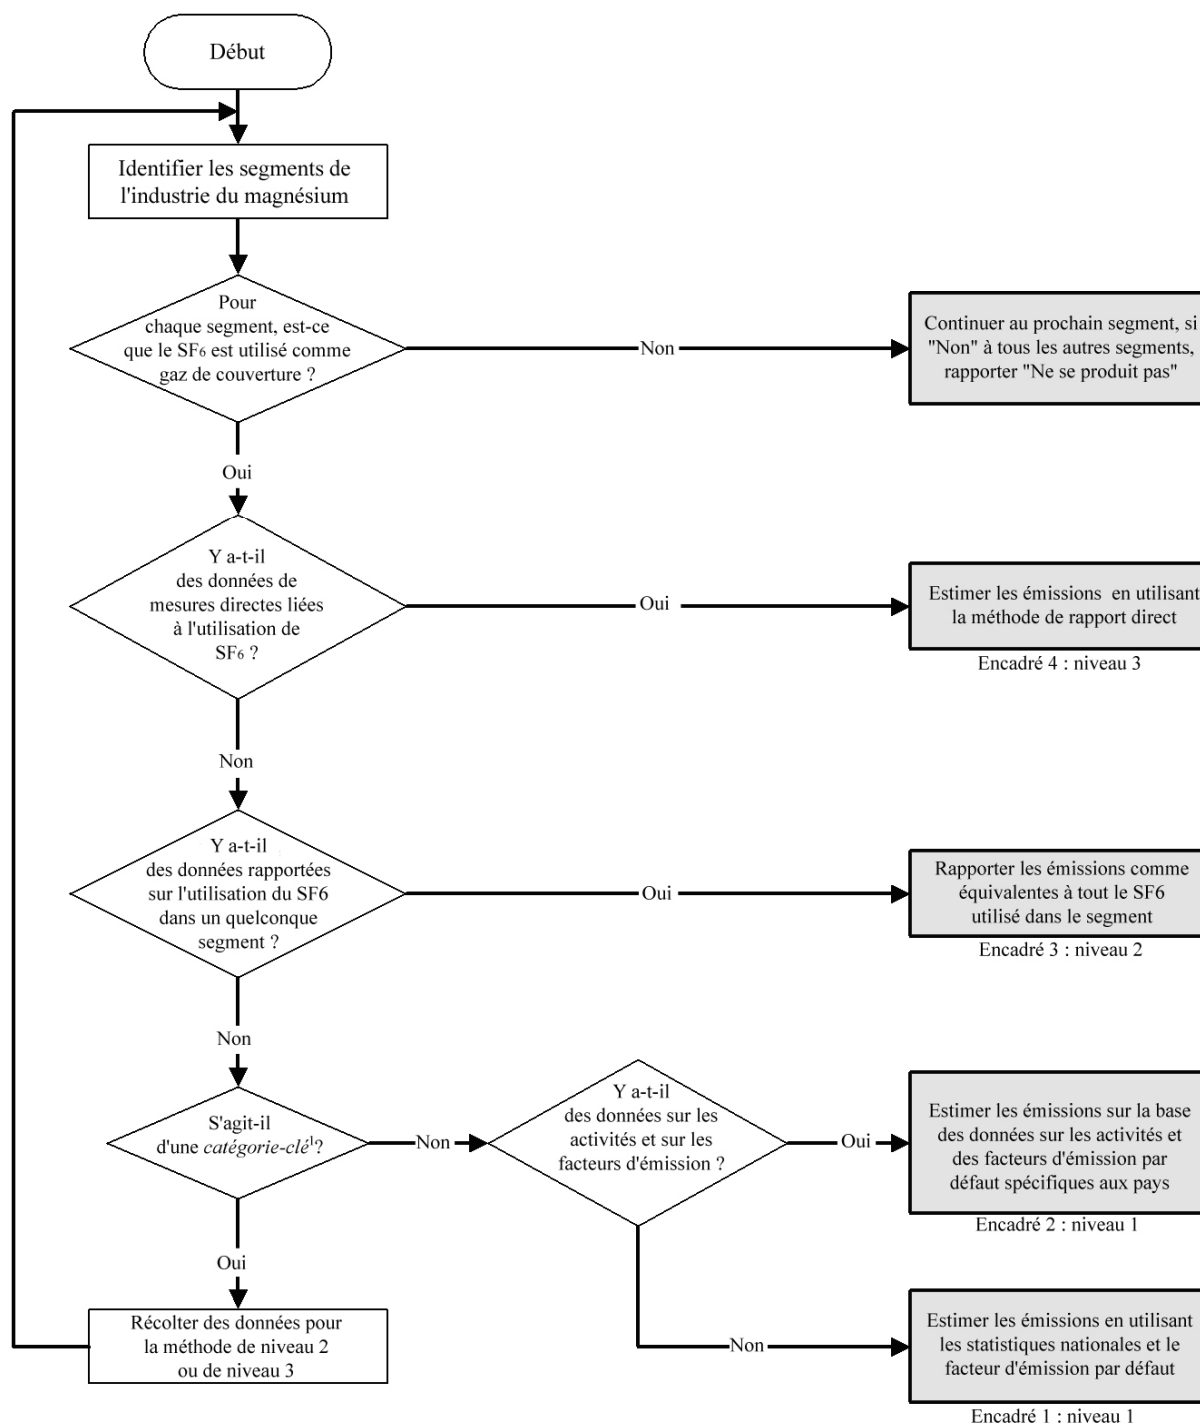 Début
Identifier les segments de
l'industrie du magnésium
Pour
chaque segment, est-ce
que le SF6 est utilisé comme
gaz de couverture ?
Non
Continuer au prochain segment, si
"Non" à tous les autres segments,
rapporter "Ne se produit pas"
Oui
Y a-t-il
des données de
mesures directes liées
à l'utilisation de
SF6 ?
Oui
Estimer les émissions en utilisant
la méthode de rapport direct
Encadré 4 : niveau 3
Non
Y a-t-il
des données rapportées
sur l'utilisation du SF6
dans un quelconque
segment ?
Oui
Rapporter les émissions comme
équivalentes à tout le SF6
utilisé dans le segment
Encadré 3 : niveau 2
Non
S'agit-il
d'une catégorie-clé1?
Non
Y a-t-il
des données sur les
activités et sur les
facteurs d'émission ?
Oui
Estimer les émissions sur la base
des données sur les activités et
des facteurs d'émission par
défaut spécifiques aux pays
Encadré 2 : niveau 1
Oui
Récolter des données pour
la méthode de niveau 2
ou de niveau 3
Non
Estimer les émissions en utilisant
les statistiques nationales et le
facteur d'émission par défaut
Encadré 1 : niveau 1